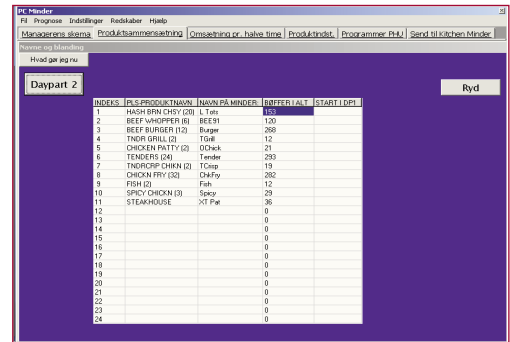 PC Minder
Fil Prognose Indstillinger Redskaber Hjælp
Managerens skema Produktsammensætning Omsætning pr. halve time Produktindst. Programmer PHU Send til Kitchen Minder
Navne og blanding
Hvad gør jeg nu
Daypart 2 Ryd
INDEKS PLS-PRODUKTNAVN NAVN PÅ MINDER. BØFFER I ALT START I DP1
1 HASH BRN CHSY (20) L Tots 153
2 BEEF WHOPPER (6) BEE91 120
3 BEEF BURGER (12) Burger 268
4 TNDR GRILL (2) TGrill 12
5 CHICKEN PATTY (2) OChick 21
6 TENDERS (24) Tender 293
7 TNDRCRP CHIKN (2) TCrisp 19
8 CHICKN FRY (32) ChkFry 282
9 FISH (2) Fish 12
10 SPICY CHICKN (3) Spicy 29
11 STEAKHOUSE XT Pat 36
12 0
13 0
14 0
15 0
16 0
17 0
18 0
19 0
20 0
21 0
22 0
23 0
24 0